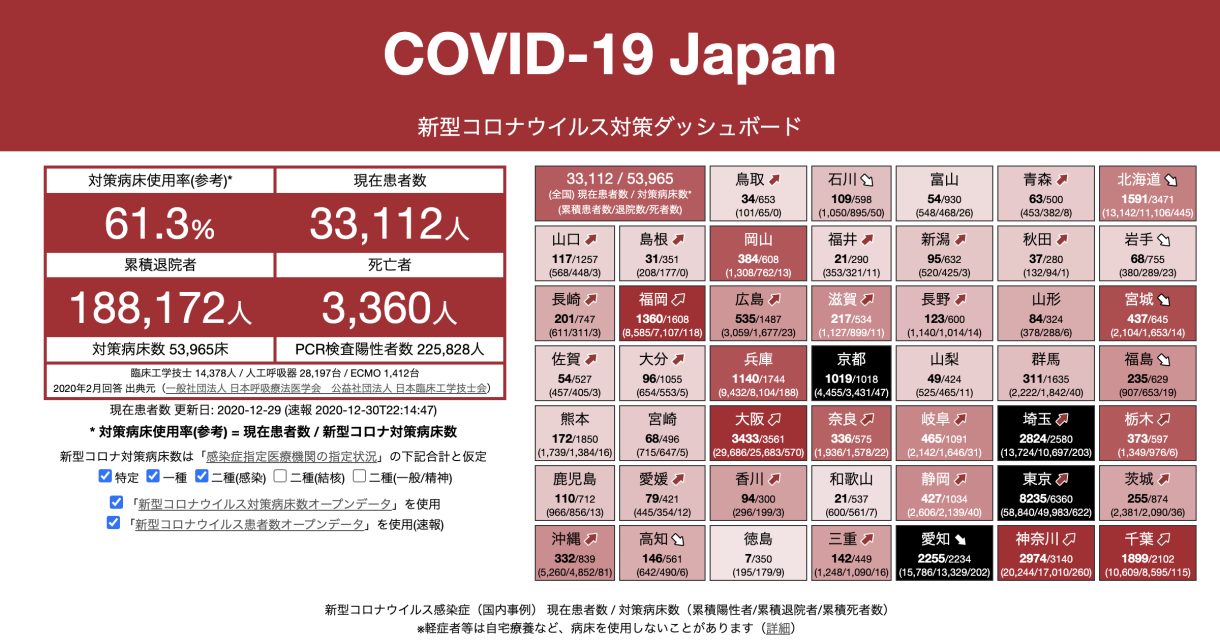 COVID-19 Japan
新型コロナウイルス対策ダッシュボード
対策病床使用率(参考)*
現在患者数
61.3%
33,112人
累積退院者
死亡者
188,172人
3,360人
対策病床数 53,965床
PCR検査陽性者数 225,828人
臨床工学技士 14,378人 / 人工呼吸器 28,197台 / ECMO 1,412台
2020年2月回答 出典元（一般社団法人 日本呼吸療法医学会　公益社団法人 日本臨床工学技士会）
現在患者数 更新日: 2020-12-29 (速報 2020-12-30T22:14:47)
* 対策病床使用率(参考) = 現在患者数 / 新型コロナ対策病床数
新型コロナ対策病床数は「感染症指定医療機関の指定状況」の下記合計と仮定
特定 一種 二種(感染) 二種(結核) 二種(一般/精神)
「新型コロナウイルス対策病床数オープンデータ」を使用
「新型コロナウイルス患者数オープンデータ」を使用(速報)
33,112 / 53,965
(全国) 現在患者数 / 対策病床数*
(累積患者数/退院数/死者数)
鳥取
34/653
(101/65/0)
石川
109/598
(1,050/895/50)
富山
54/930
(548/468/26)
青森
63/500
(453/382/8)
北海道
1591/3471
(13,142/11,106/445)
山口
117/1257
(568/448/3)
島根
31/351
(208/177/0)
岡山
384/608
(1,308/762/13)
福井
21/290
(353/321/11)
新潟
95/632
(520/425/3)
秋田
37/280
(132/94/1)
岩手
68/755
(380/289/23)
長崎
201/747
(611/311/3)
福岡
1360/1608
(8,585/7,107/118)
広島
535/1487
(3,059/1,677/23)
滋賀
217/534
(1,127/899/11)
長野
123/600
(1,140/1,014/14)
山形
84/324
(378/288/6)
宮城
437/645
(2,104/1,653/14)
佐賀
54/527
(457/405/3)
大分
96/1055
(654/553/5)
兵庫
1140/1744
(9,432/8,104/188)
京都
1019/1018
(4,455/3,431/47)
山梨
49/424
(525/465/11)
群馬
311/1635
(2,222/1,842/40)
福島
235/629
(907/653/19)
熊本
172/1850
(1,739/1,384/16)
宮崎
68/496
(715/647/5)
大阪
3433/3561
(29,686/25,683/570)
奈良
336/575
(1,936/1,578/22)
岐阜
465/1091
(2,142/1,646/31)
埼玉
2824/2580
(13,724/10,697/203)
栃木
373/597
(1,349/976/6)
鹿児島
110/712
(966/856/13)
愛媛
79/421
(445/354/12)
香川
94/300
(296/199/3)
和歌山
21/537
(600/561/7)
静岡
427/1034
(2,606/2,139/40)
東京
8235/6360
(58,840/49,983/622)
茨城
255/874
(2,381/2,090/36)
沖縄
332/839
(5,260/4,852/81)
高知
146/561
(642/490/6)
徳島
7/350
(195/179/9)
三重
142/449
(1,248/1,090/16)
愛知
2255/2234
(15,786/13,329/202)
神奈川
2974/3140
(20,244/17,010/260)
千葉
1899/2102
(10,609/8,595/115)
新型コロナウイルス感染症（国内事例） 現在患者数 / 対策病床数（累積陽性者/累積退院者/累積死者数）
※軽症者等は自宅療養など、病床を使用しないことがあります（詳細）